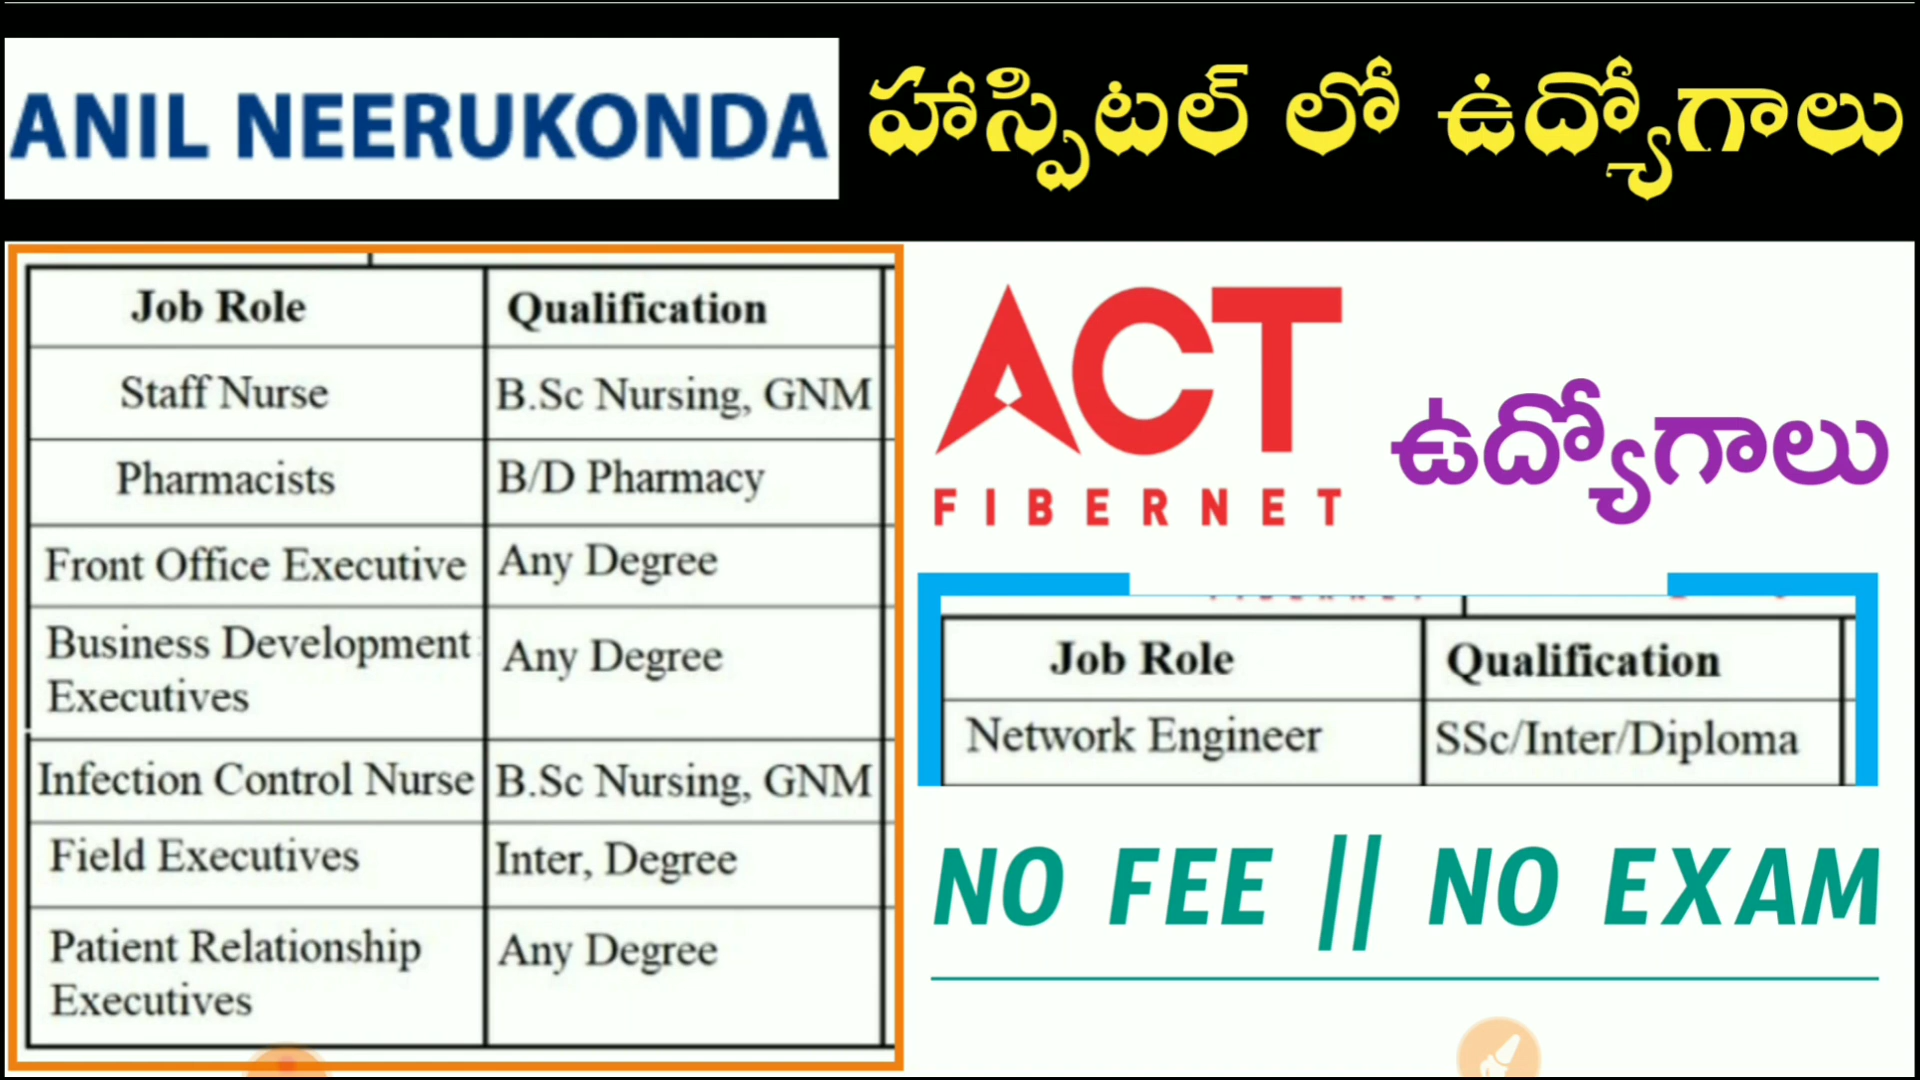 ANIL NEERUKONDA హాస్పిటల్ లో ఉద్యోగాలు
Job Role Qualification
Staff Nurse B.Sc Nursing, GNM
Pharmacists B/D Pharmacy
Front Office Executive Any Degree
Business Development
Executives Any Degree
Infection Control Nurse B.Sc Nursing, GNM
Field Executives Inter, Degree
Patient Relationship
Executives Any Degree
ACT
FIBERNET
ఉద్యోగాలు
Job Role Qualification
Network Engineer SSc/Inter/Diploma
NO FEE || NO EXAM